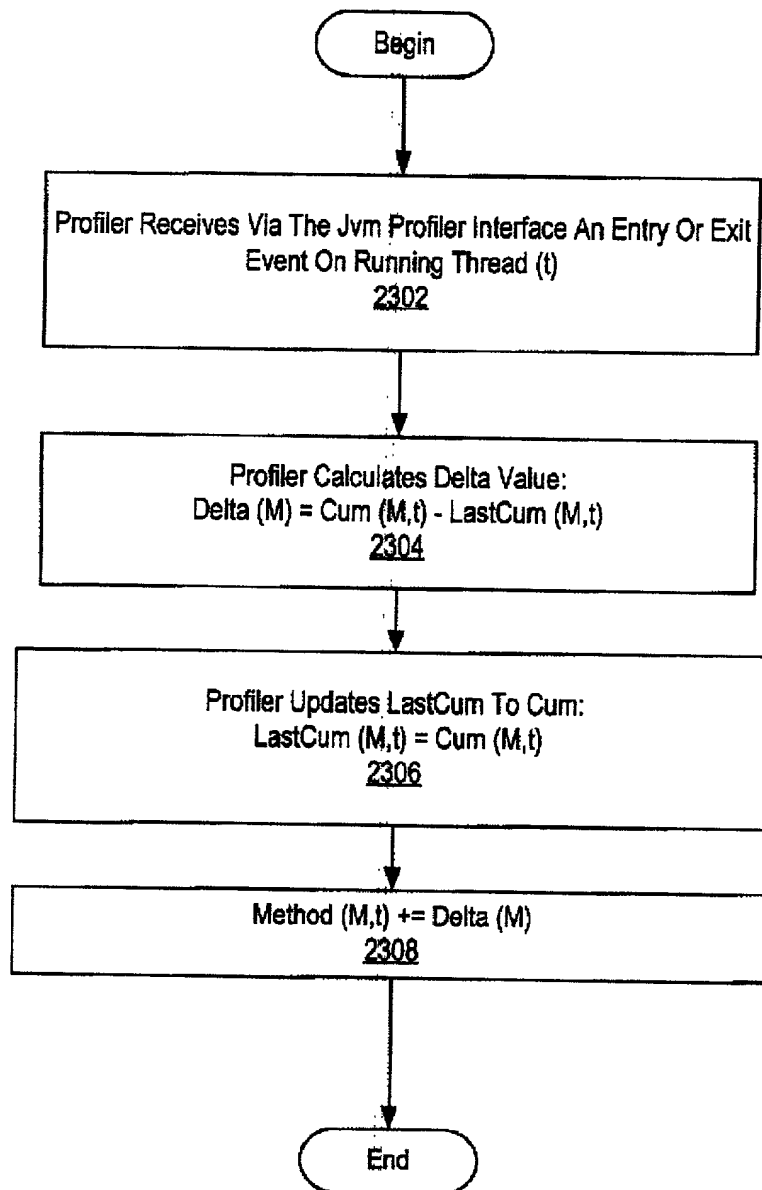 Begin
Profiler Receives Via The Jvm Profiler Interface An Entry Or Exit
Event On Running Thread (t)
2302
Profiler Calculates Delta Value:
Delta (M) = Cum (M,t) - LastCum (M,t)
2304
Profiler Updates LastCum To Cum:
LastCum (M,t) = Cum (M,t)
2306
Method (M,t) += Delta (M)
2308
End